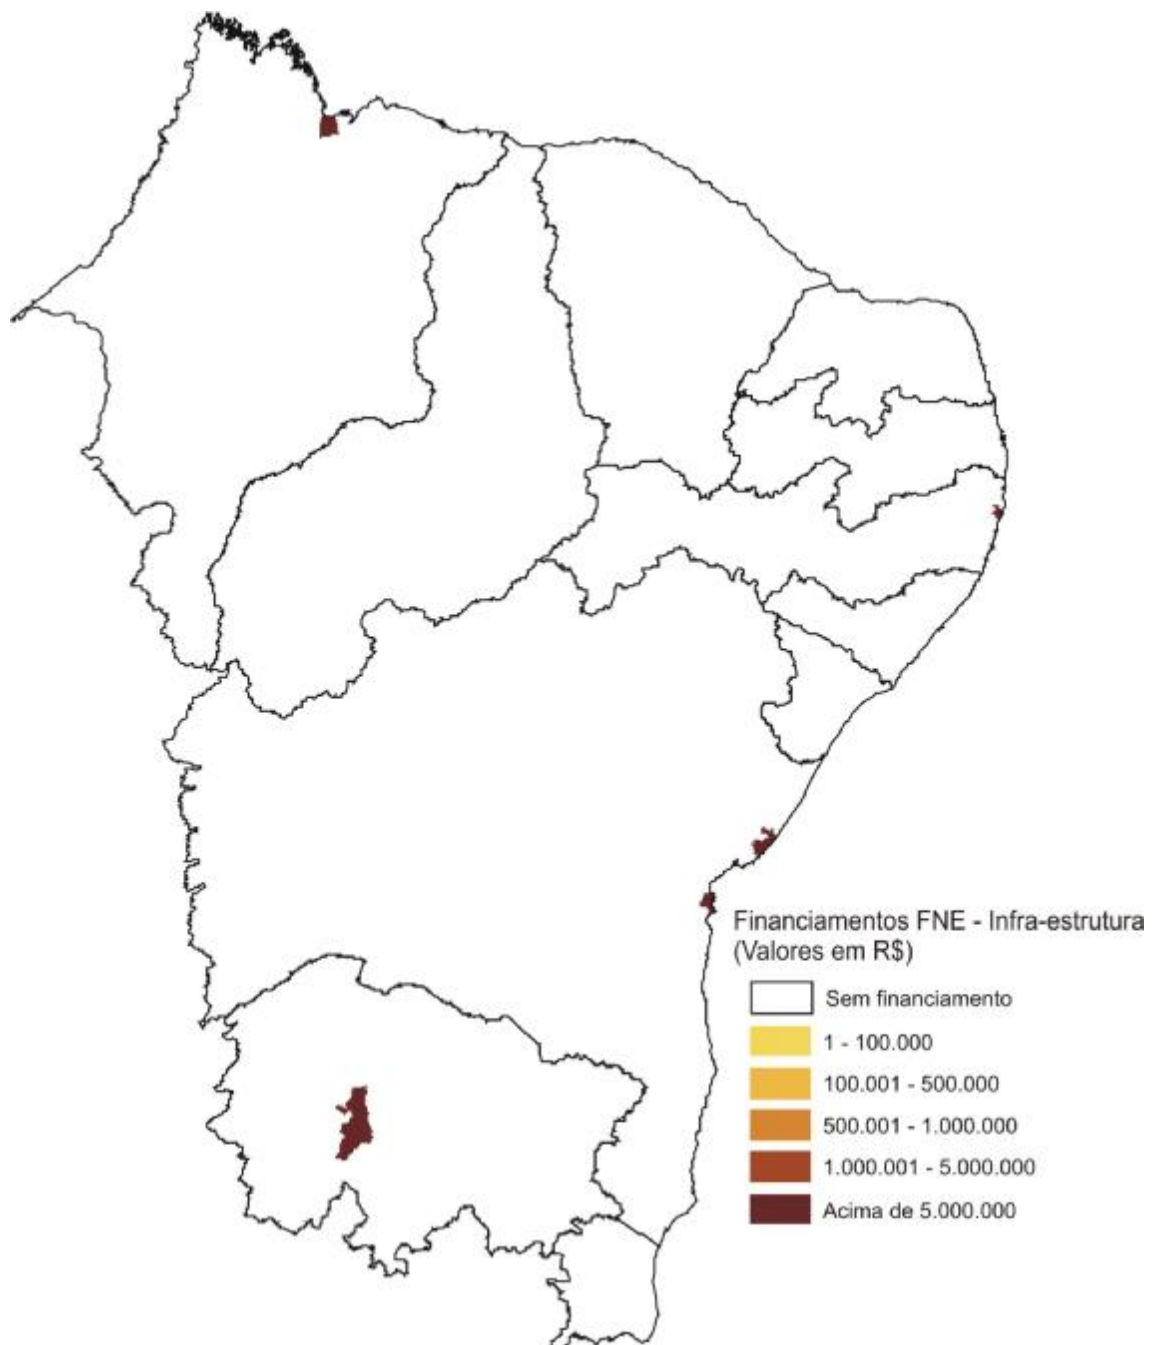 Financiamentos FNE - Infra-estrutura
(Valores em R$)
Sem financiamento
1 - 100.000
100.001 - 500.000
500.001 - 1.000.000
1.000.001 - 5.000.000
Acima de 5.000.000